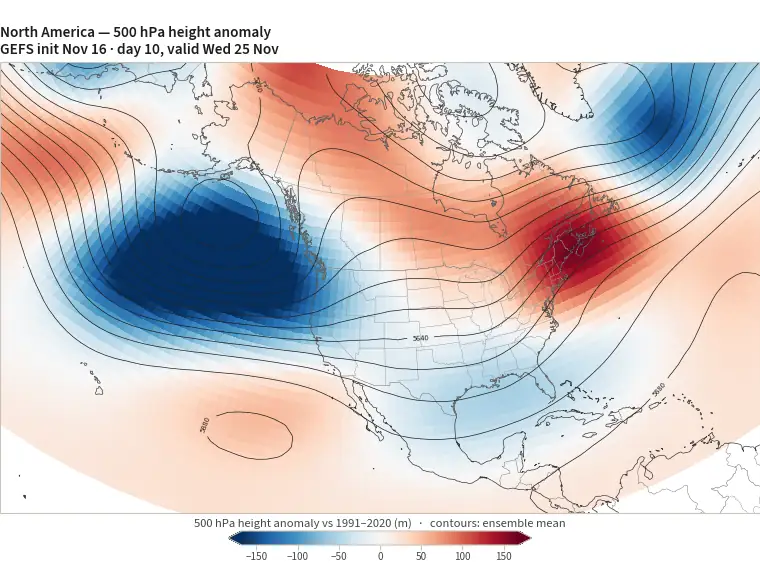 North America — 500 hPa height anomaly
GEFS init Nov 16 · day 10, valid Wed 25 Nov
5640
5880
5880
500 hPa height anomaly vs 1991–2020 (m) · contours: ensemble mean
−150 −100 −50 0 50 100 150